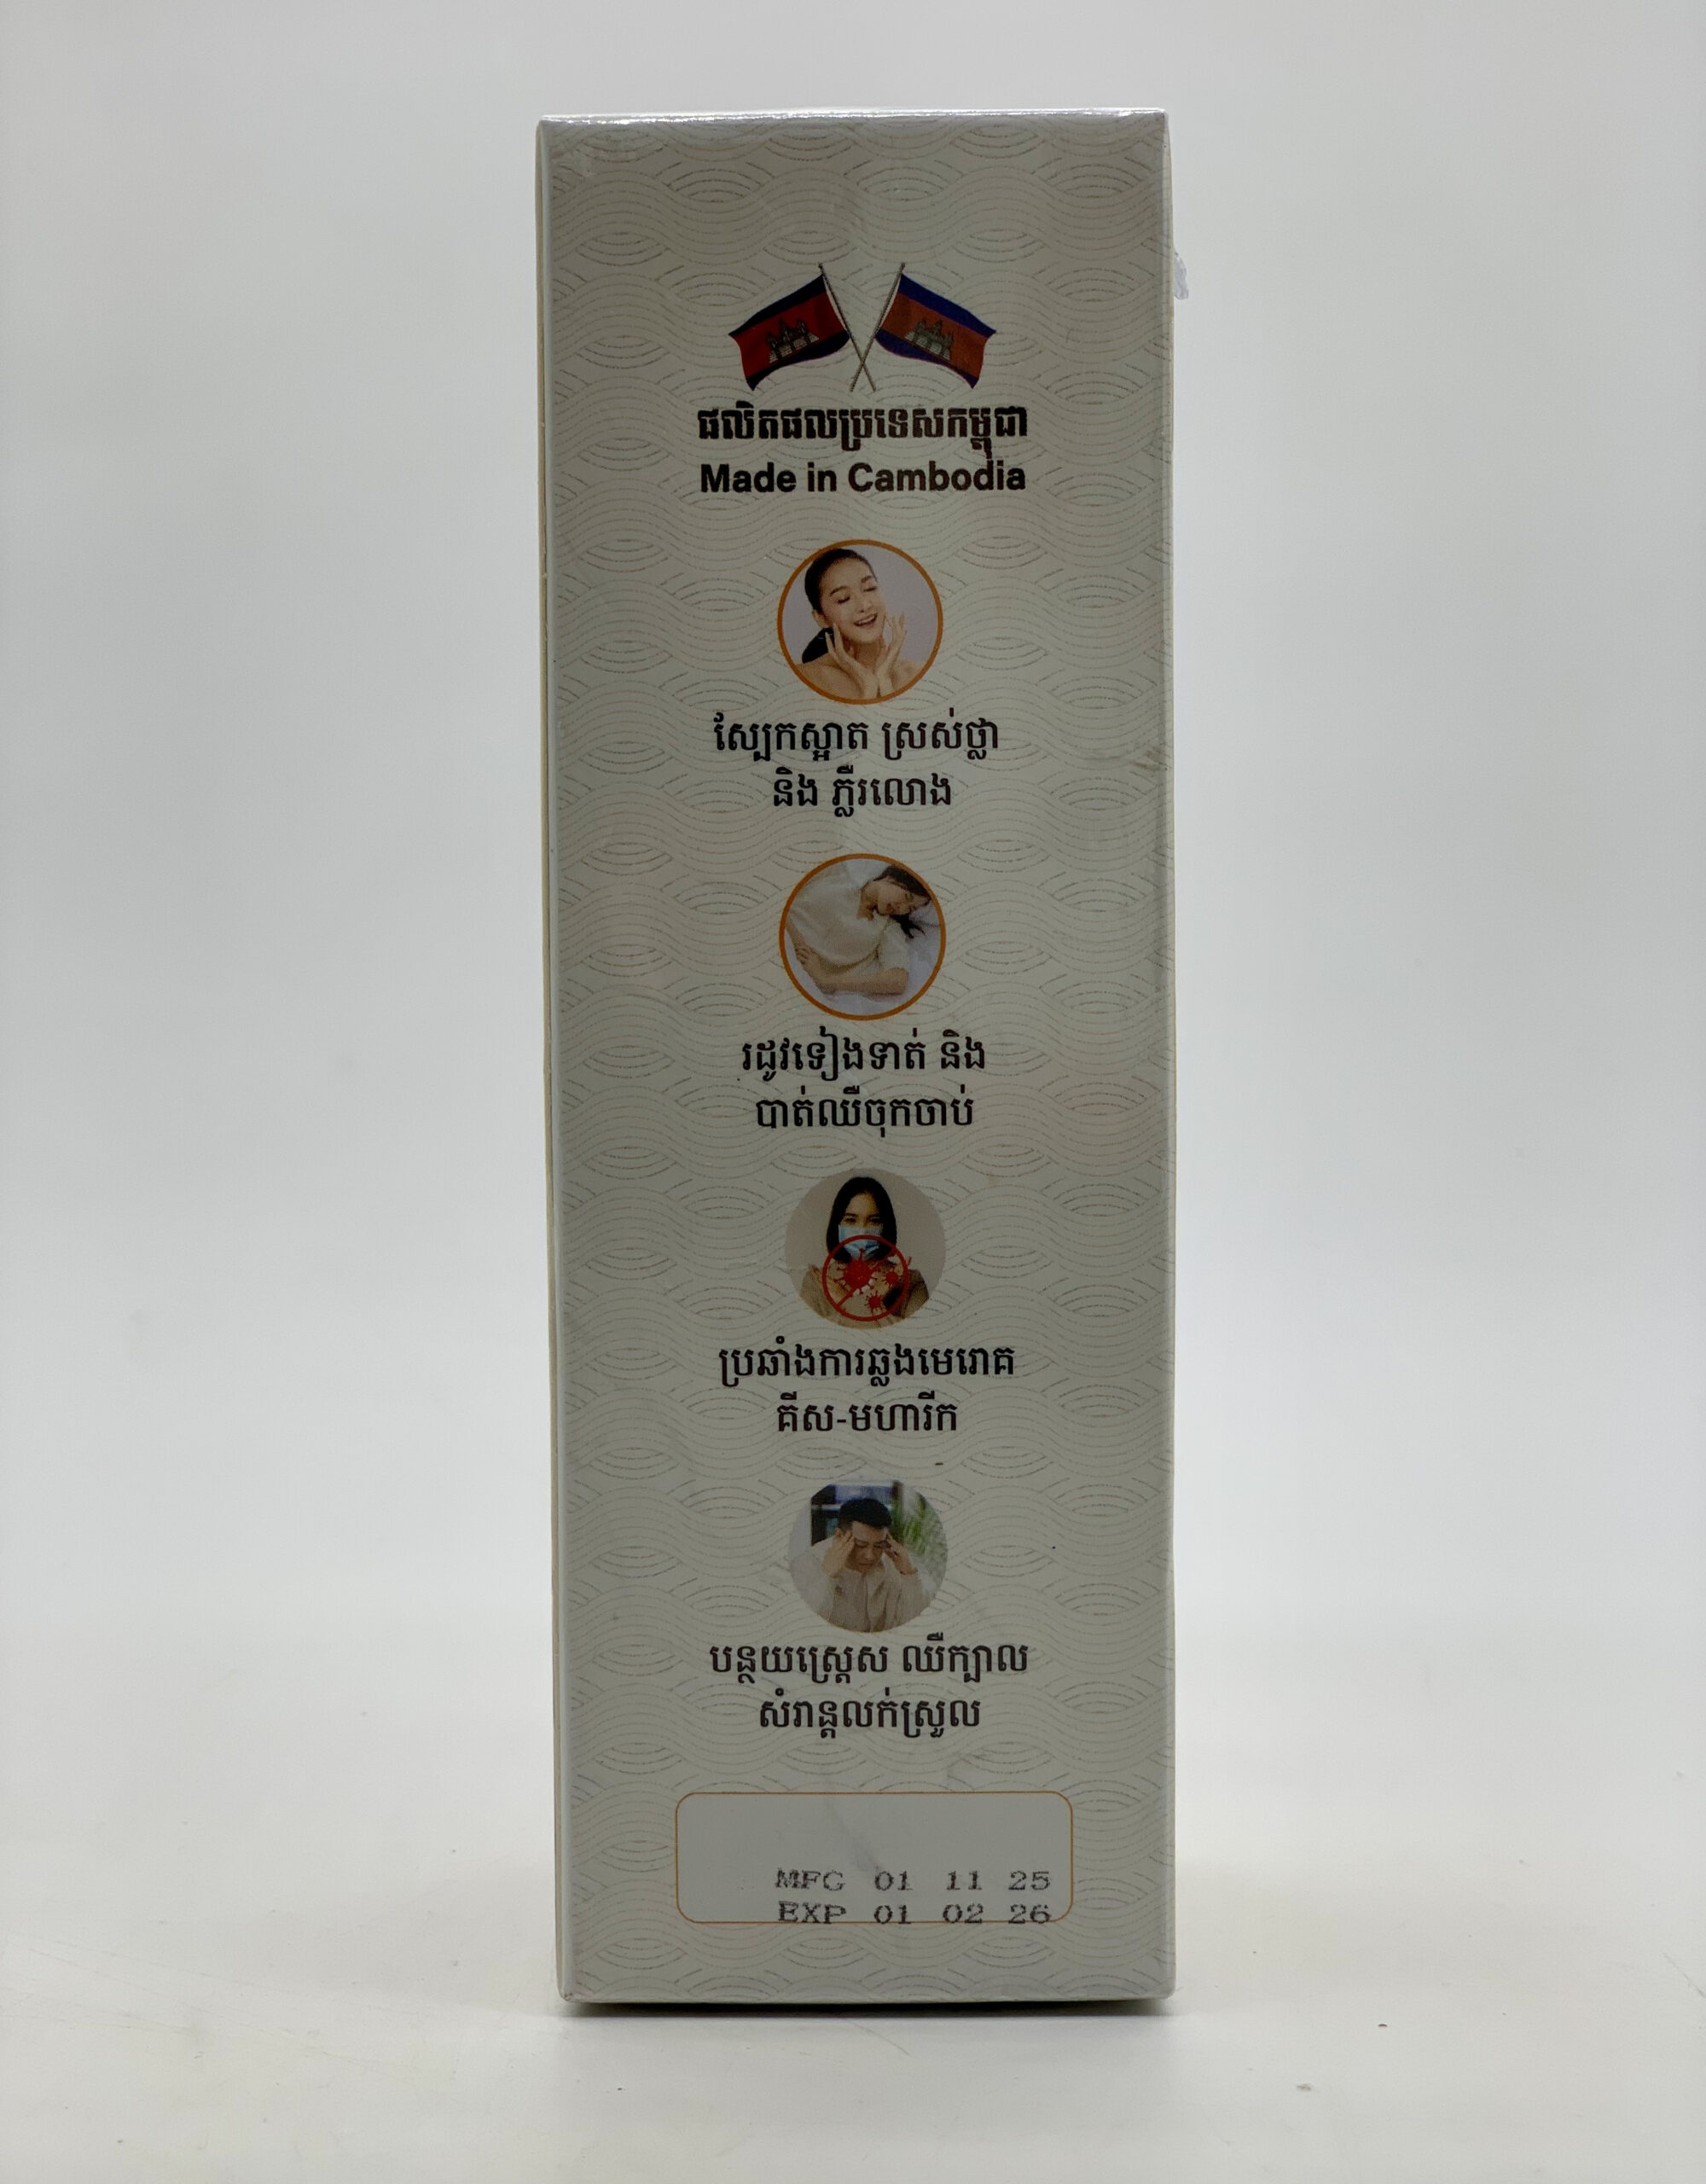 ផលិតផលប្រទេសកម្ពុជា
Made in Cambodia
ស្បែកស្អាត ស្រស់ថ្លា
និង ភ្លឺរលោង
រដូវទៀងទាត់ និង
បាត់ឈឺចុកចាប់
ប្រឆាំងការឆ្លងមេរោគ
គីស-មហារីក
បន្ថយស្ត្រេស ឈឺក្បាល
សំរាន្តលក់ស្រួល
MFG 01 11 25
EXP 01 02 26